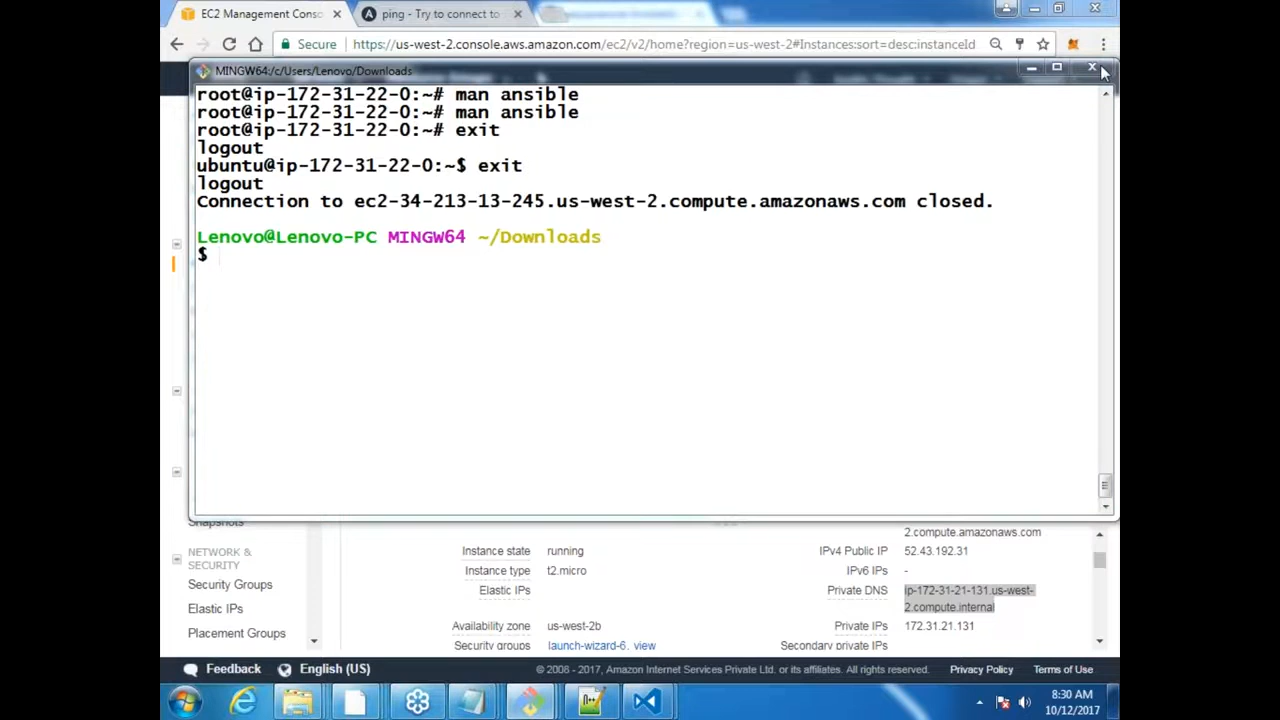 EC2 Management Conso
ping - Try to connect to
Secure
https://us-west-2.console.aws.amazon.com/ec2/v2/home?region=us-west-2#Instances:sort=desc:instanceId
MINGW64:/c/Users/Lenovo/Downloads
root@ip-172-31-22-0:~# man ansible
root@ip-172-31-22-0:~# man ansible
root@ip-172-31-22-0:~# exit
logout
ubuntu@ip-172-31-22-0:~$ exit
logout
Connection to ec2-34-213-13-245.us-west-2.compute.amazonaws.com closed.
Lenovo@Lenovo-PC MINGW64 ~/Downloads
$
Snapshots
NETWORK &
SECURITY
Security Groups
Elastic IPs
Placement Groups
2.compute.amazonaws.com
Instance state running
IPv4 Public IP 52.43.192.31
Instance type t2.micro
IPv6 IPs -
Elastic IPs
Private DNS ip-172-31-21-131.us-west-
2.compute.internal
Availability zone us-west-2b
Private IPs 172.31.21.131
Security groups launch-wizard-6. view
Secondary private IPs
Feedback English (US)
© 2008 - 2017, Amazon Internet Services Private Ltd. or its affiliates. All rights reserved.
Privacy Policy Terms of Use
8:30 AM
10/12/2017